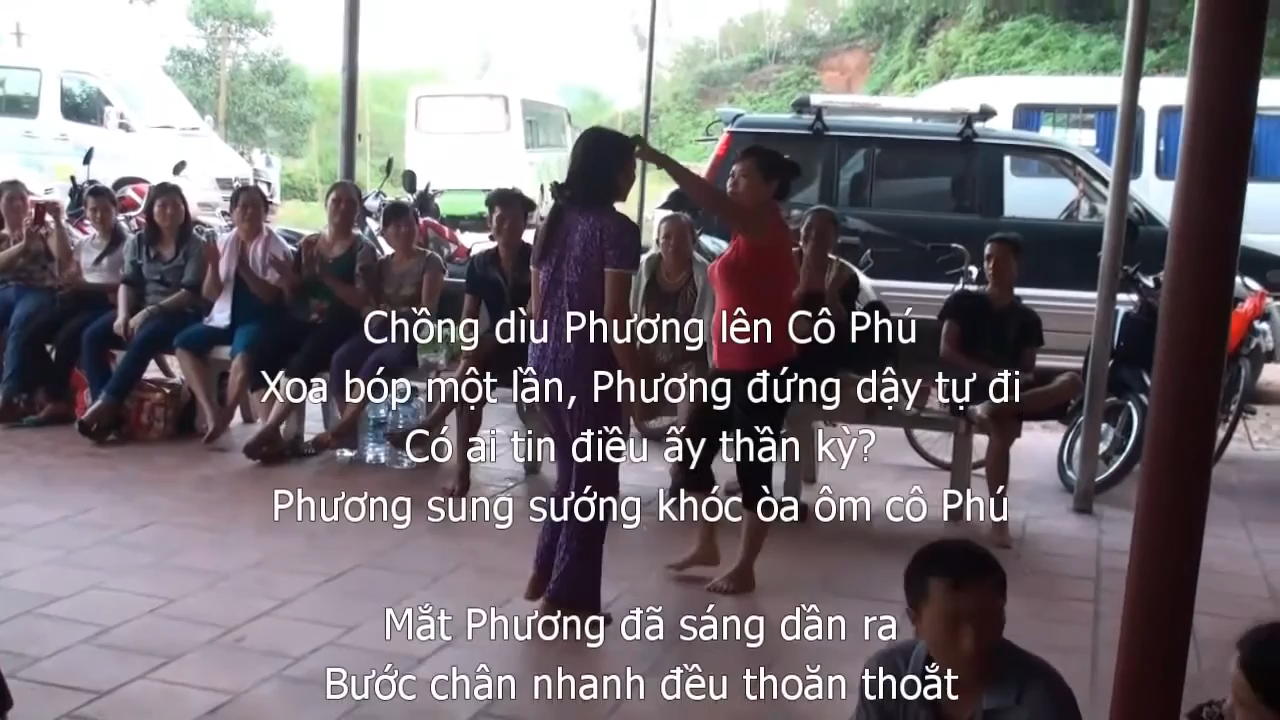 Chồng dìu Phương lên Cô Phú
Xoa bóp một lần, Phương đứng dậy tự đi
Có ai tin điều ấy thần kỳ?
Phương sung sướng khóc òa ôm cô Phú
Mắt Phương đã sáng dần ra
Bước chân nhanh đều thoăn thoắt